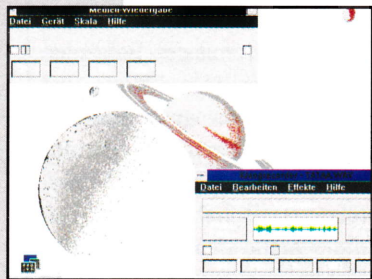 Medien-Wiedergabe
Datei Gerät Skala Hilfe
Datei Bearbeiten Effekte Hilfe